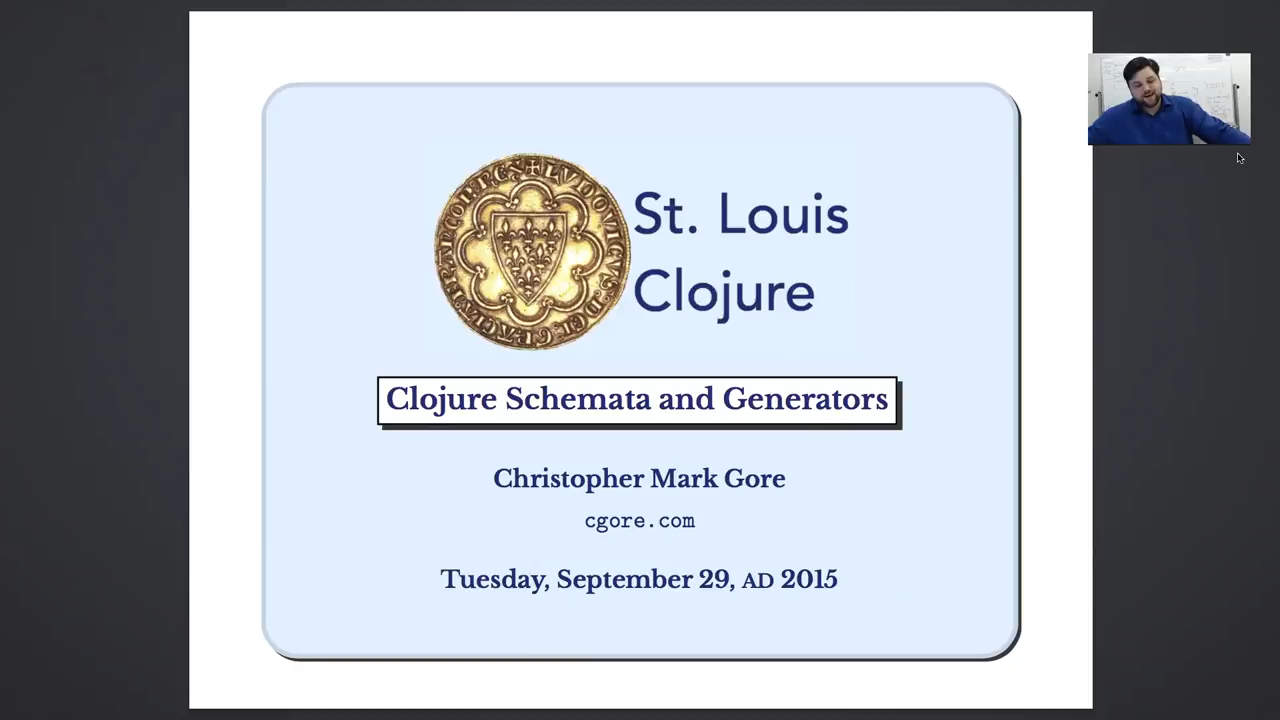 St. Louis
Clojure
Clojure Schemata and Generators
Christopher Mark Gore
cgore.com
Tuesday, September 29, AD 2015